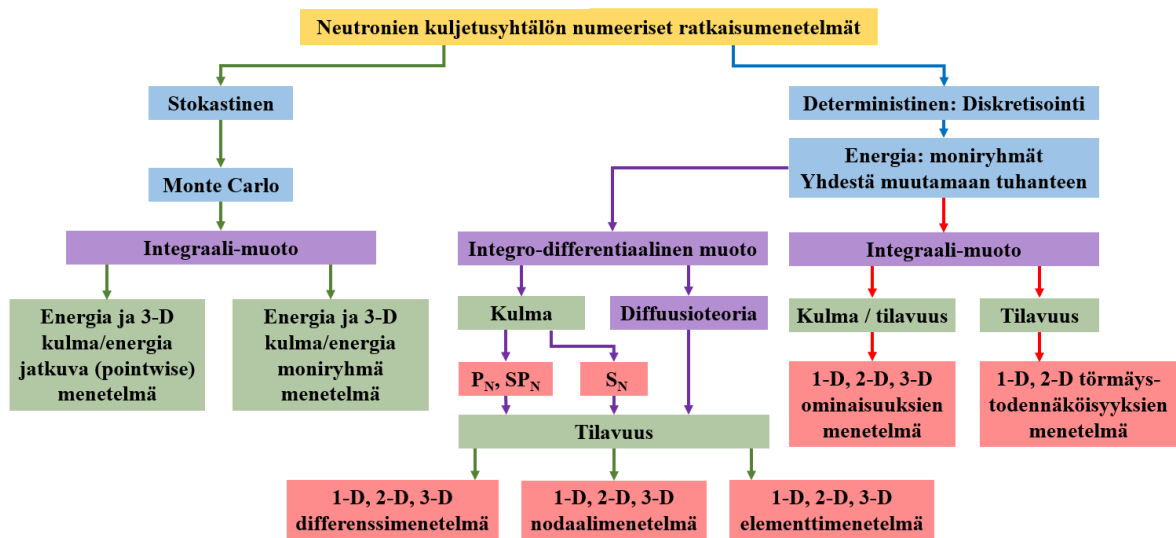 Neutronien kuljetusyhtälön numeeriset ratkaisumenetelmät
Stokastinen
Deterministinen: Diskretisointi
Energia: moniryhmät
Yhdestä muutamaan tuhanteen
Monte Carlo
Integraali-muoto
Integro-differentiaalinen muoto
Integraali-muoto
Energia ja 3-D
kulma/energia
jatkuva (pointwise)
menetelmä
Energia ja 3-D
kulma/energia
moniryhmä
menetelmä
Kulma
Diffuusioteoria
Kulma / tilavuus
Tilavuus
P_N, SP_N
S_N
1-D, 2-D, 3-D
ominaisuuksien
menetelmä
1-D, 2-D törmäys-
todennäköisyyksien
menetelmä
Tilavuus
1-D, 2-D, 3-D
differenssimenetelmä
1-D, 2-D, 3-D
nodaalimenetelmä
1-D, 2-D, 3-D
elementtimenetelmä